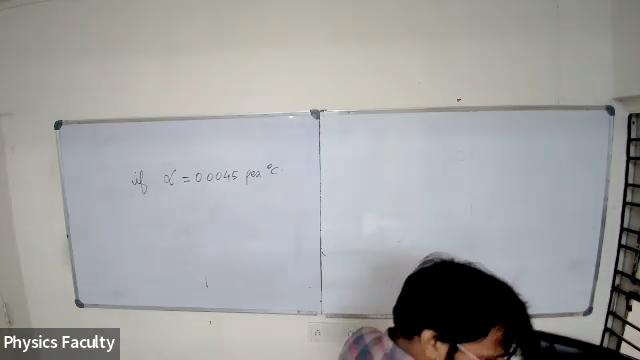 if α = 0.0045 per °C.
Physics Faculty